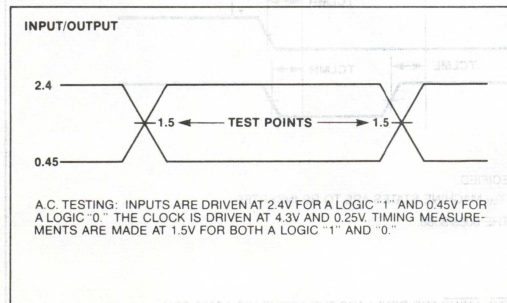 INPUT/OUTPUT
2.4
1.5 TEST POINTS 1.5
0.45
A.C. TESTING: INPUTS ARE DRIVEN AT 2.4V FOR A LOGIC "1" AND 0.45V FOR
A LOGIC "0." THE CLOCK IS DRIVEN AT 4.3V AND 0.25V. TIMING MEASURE-
MENTS ARE MADE AT 1.5V FOR BOTH A LOGIC "1" AND "0."